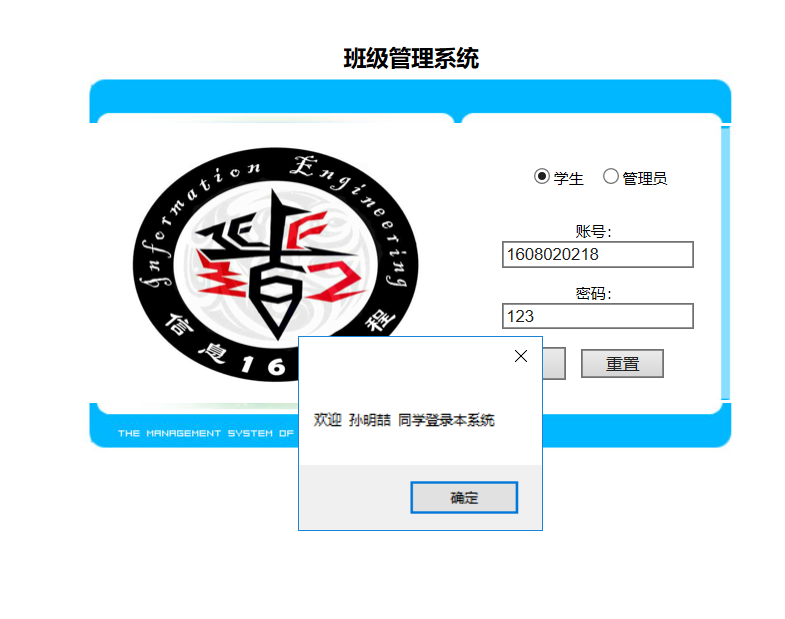 班级管理系统
Information Engineering
信息16
程
学生 管理员
账号：
1608020218
密码：
123
重置
欢迎 孙明喆 同学登录本系统
确定
THE MANAGEMENT SYSTEM OF